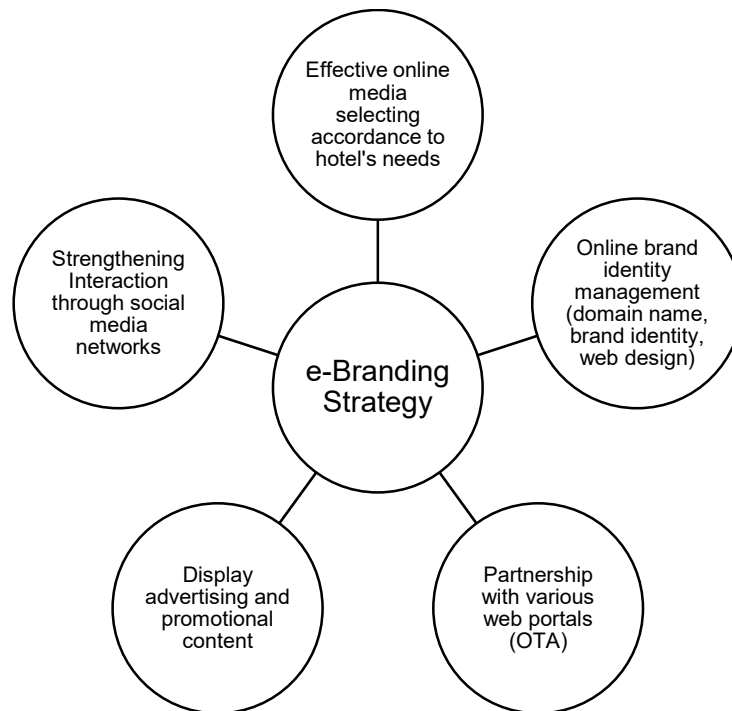 Effective online
media
selecting
accordance to
hotel's needs
Strengthening
Interaction
through social
media
networks
Online brand
identity
management
(domain name,
brand identity,
web design)
e-Branding
Strategy
Display
advertising and
promotional
content
Partnership
with various
web portals
(OTA)